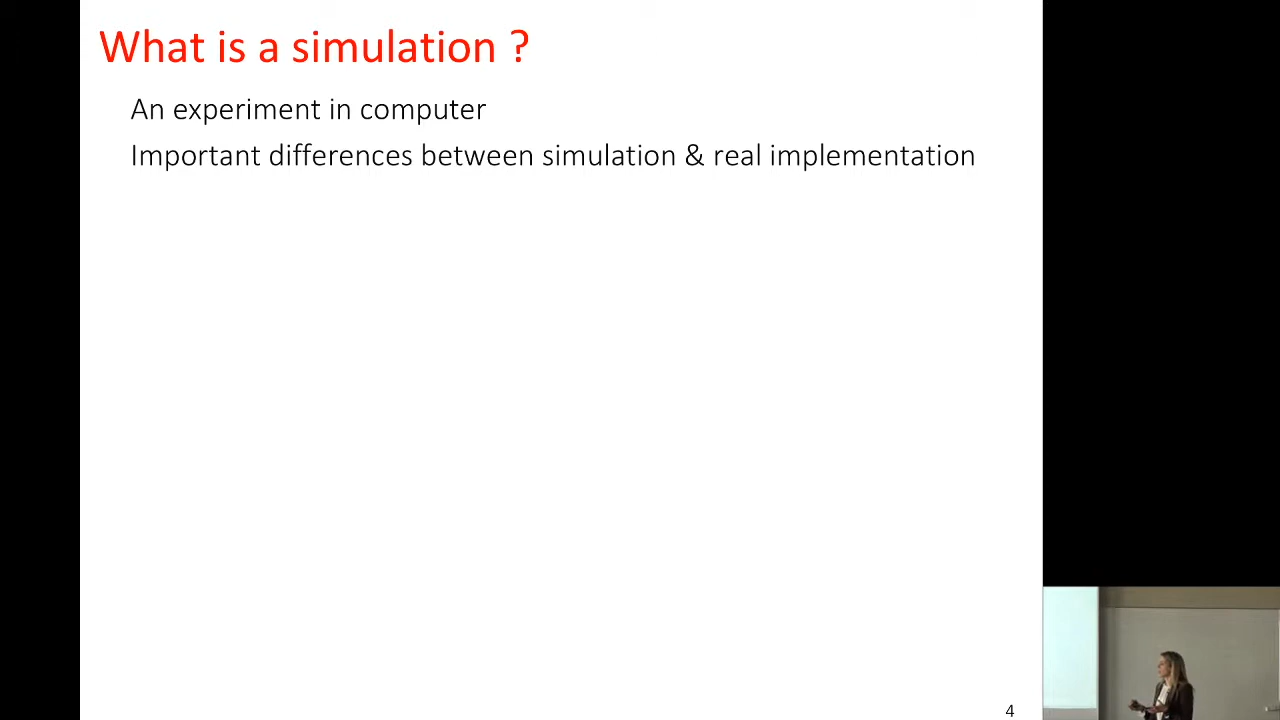 What is a simulation ?
An experiment in computer
Important differences between simulation & real implementation
4